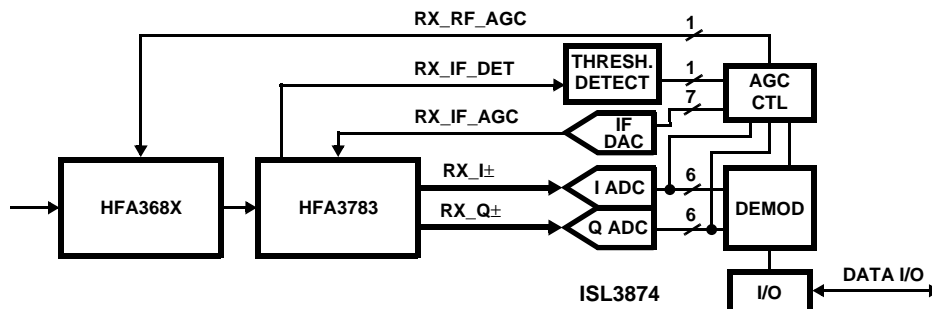 RX_RF_AGC
1
RX_IF_DET
THRESH.
DETECT
1
AGC
CTL
7
RX_IF_AGC
IF
DAC
HFA368X
HFA3783
RX_I±
I ADC
6
RX_Q±
Q ADC
6
DEMOD
ISL3874
I/O
DATA I/O